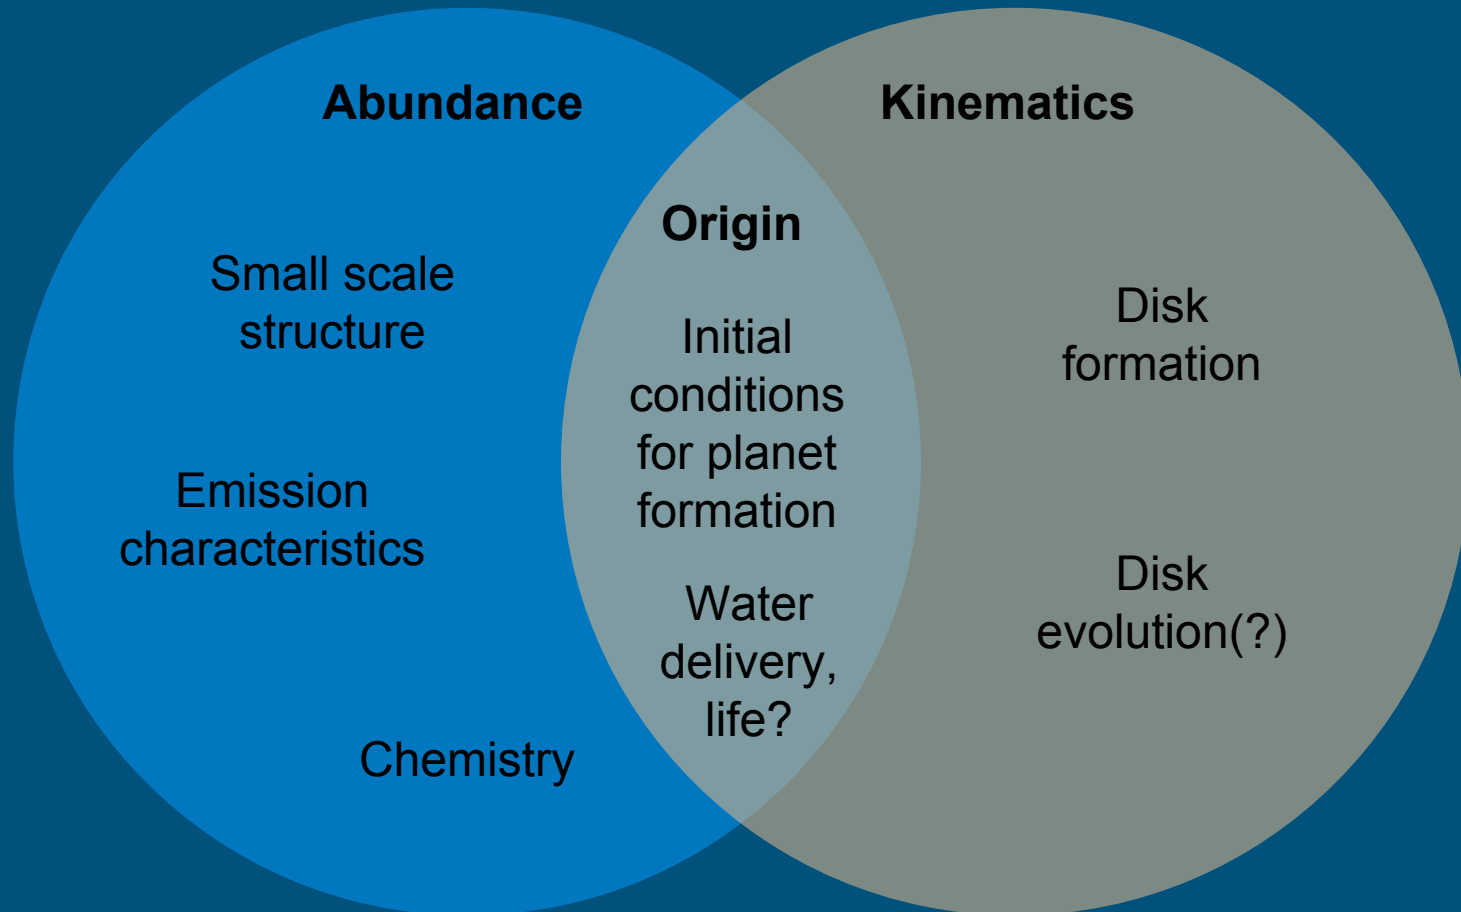 Abundance
Small scale
structure
Emission
characteristics
Chemistry
Origin
Initial
conditions
for planet
formation
Water
delivery,
life?
Kinematics
Disk
formation
Disk
evolution(?)